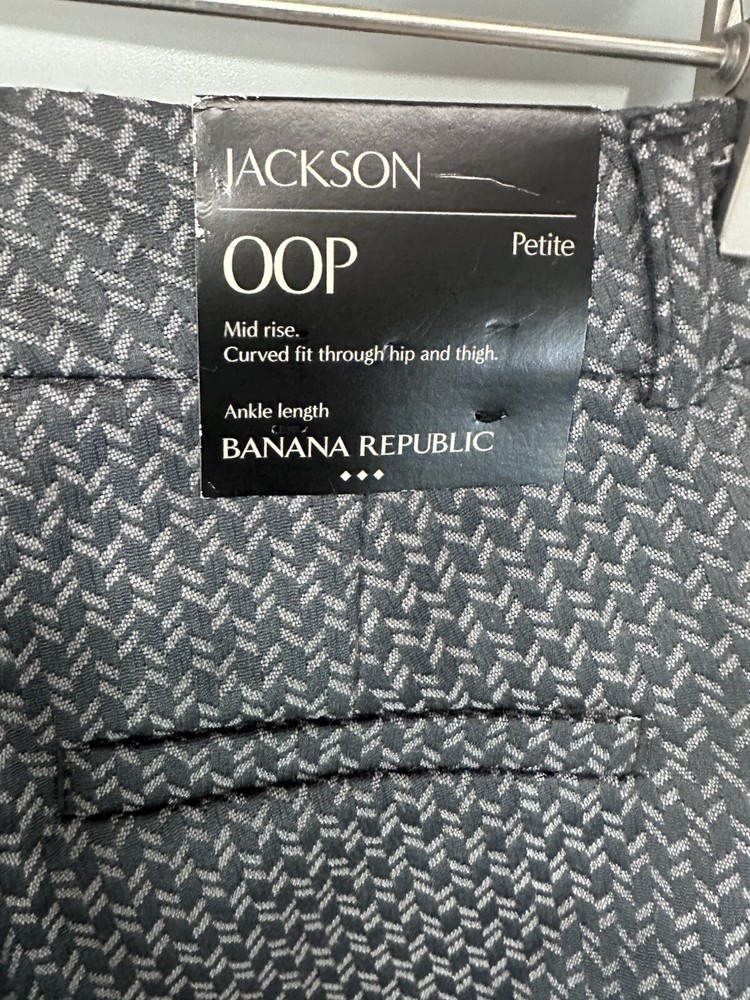 JACKSON
OOP Petite
Mid rise.
Curved fit through hip and thigh.
Ankle length
BANANA REPUBLIC